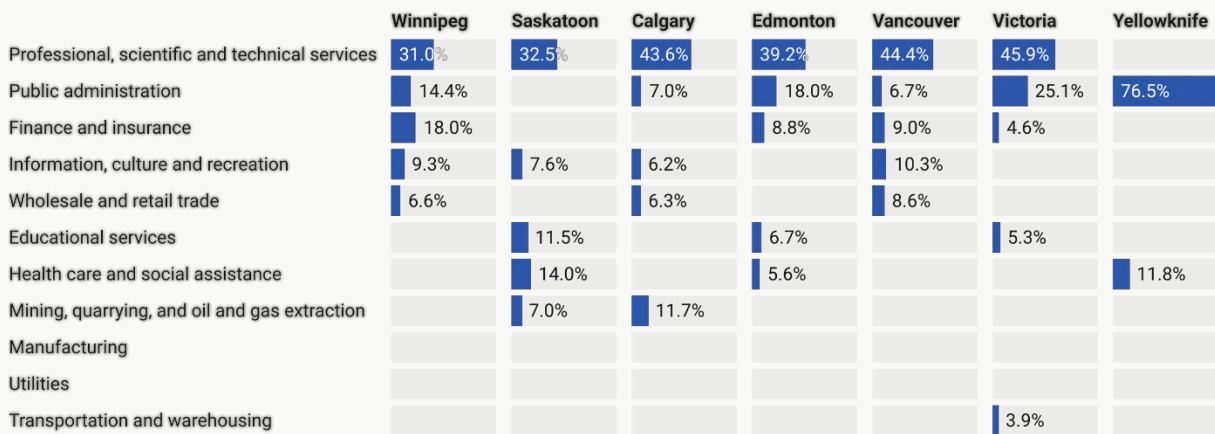 Winnipeg Saskatoon Calgary Edmonton Vancouver Victoria Yellowknife
Professional, scientific and technical services 31.0% 32.5% 43.6% 39.2% 44.4% 45.9%
Public administration 14.4% 7.0% 18.0% 6.7% 25.1% 76.5%
Finance and insurance 18.0% 8.8% 9.0% 4.6%
Information, culture and recreation 9.3% 7.6% 6.2% 10.3%
Wholesale and retail trade 6.6% 6.3% 8.6%
Educational services 11.5% 6.7% 5.3%
Health care and social assistance 14.0% 5.6% 11.8%
Mining, quarrying, and oil and gas extraction 7.0% 11.7%
Manufacturing
Utilities
Transportation and warehousing 3.9%